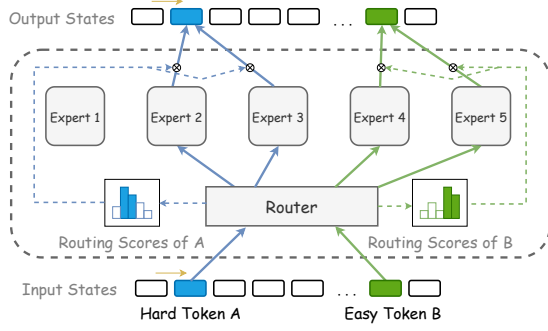 Output States
...
Expert 1
Expert 2
Expert 3
Expert 4
Expert 5
Router
Routing Scores of A
Routing Scores of B
Input States
...
Hard Token A
Easy Token B